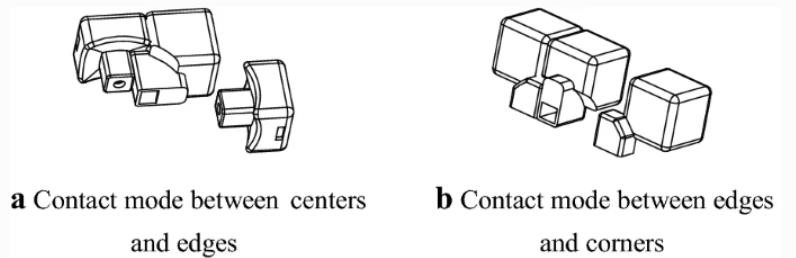 a Contact mode between centers
and edges
b Contact mode between edges
and corners